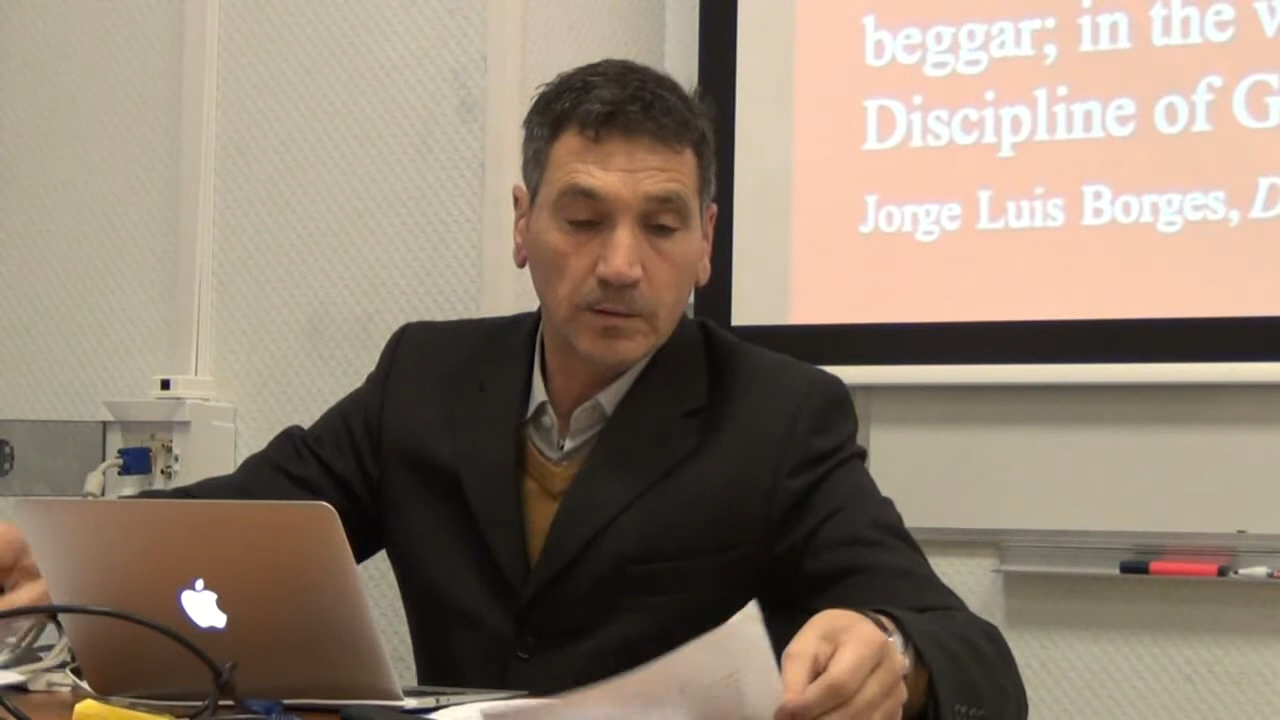 beggar; in the
Discipline of
Jorge Luis Borges,